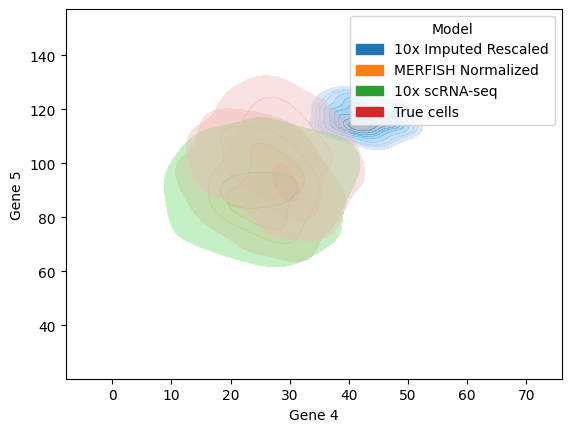 Model
10x Imputed Rescaled
MERFISH Normalized
10x scRNA-seq
True cells
140
120
100
80
60
40
Gene 5
0 10 20 30 40 50 60 70
Gene 4